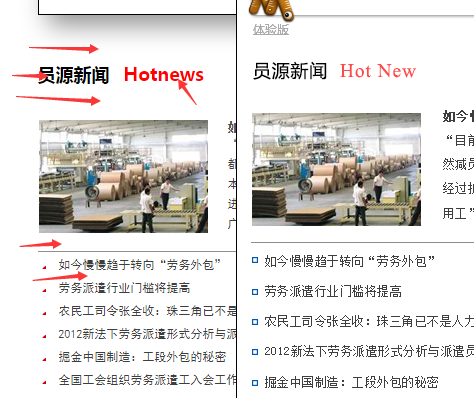 体验版
员源新闻 Hotnews
员源新闻 Hot New
如今慢
“目前
然减员
都
经过抗
本
进
用工”
广
如今慢慢趋于转向“劳务外包”
劳务派遣行业门槛将提高
农民工司令张全收：珠三角已不是
2012新法下劳务派遣形式分析与派
掘金中国制造：工段外包的秘密
全国工会组织劳务派遣工入会工作
如今慢慢趋于转向“劳务外包”
劳务派遣行业门槛将提高
农民工司令张全收：珠三角已不是人力
2012新法下劳务派遣形式分析与派遣员
掘金中国制造：工段外包的秘密